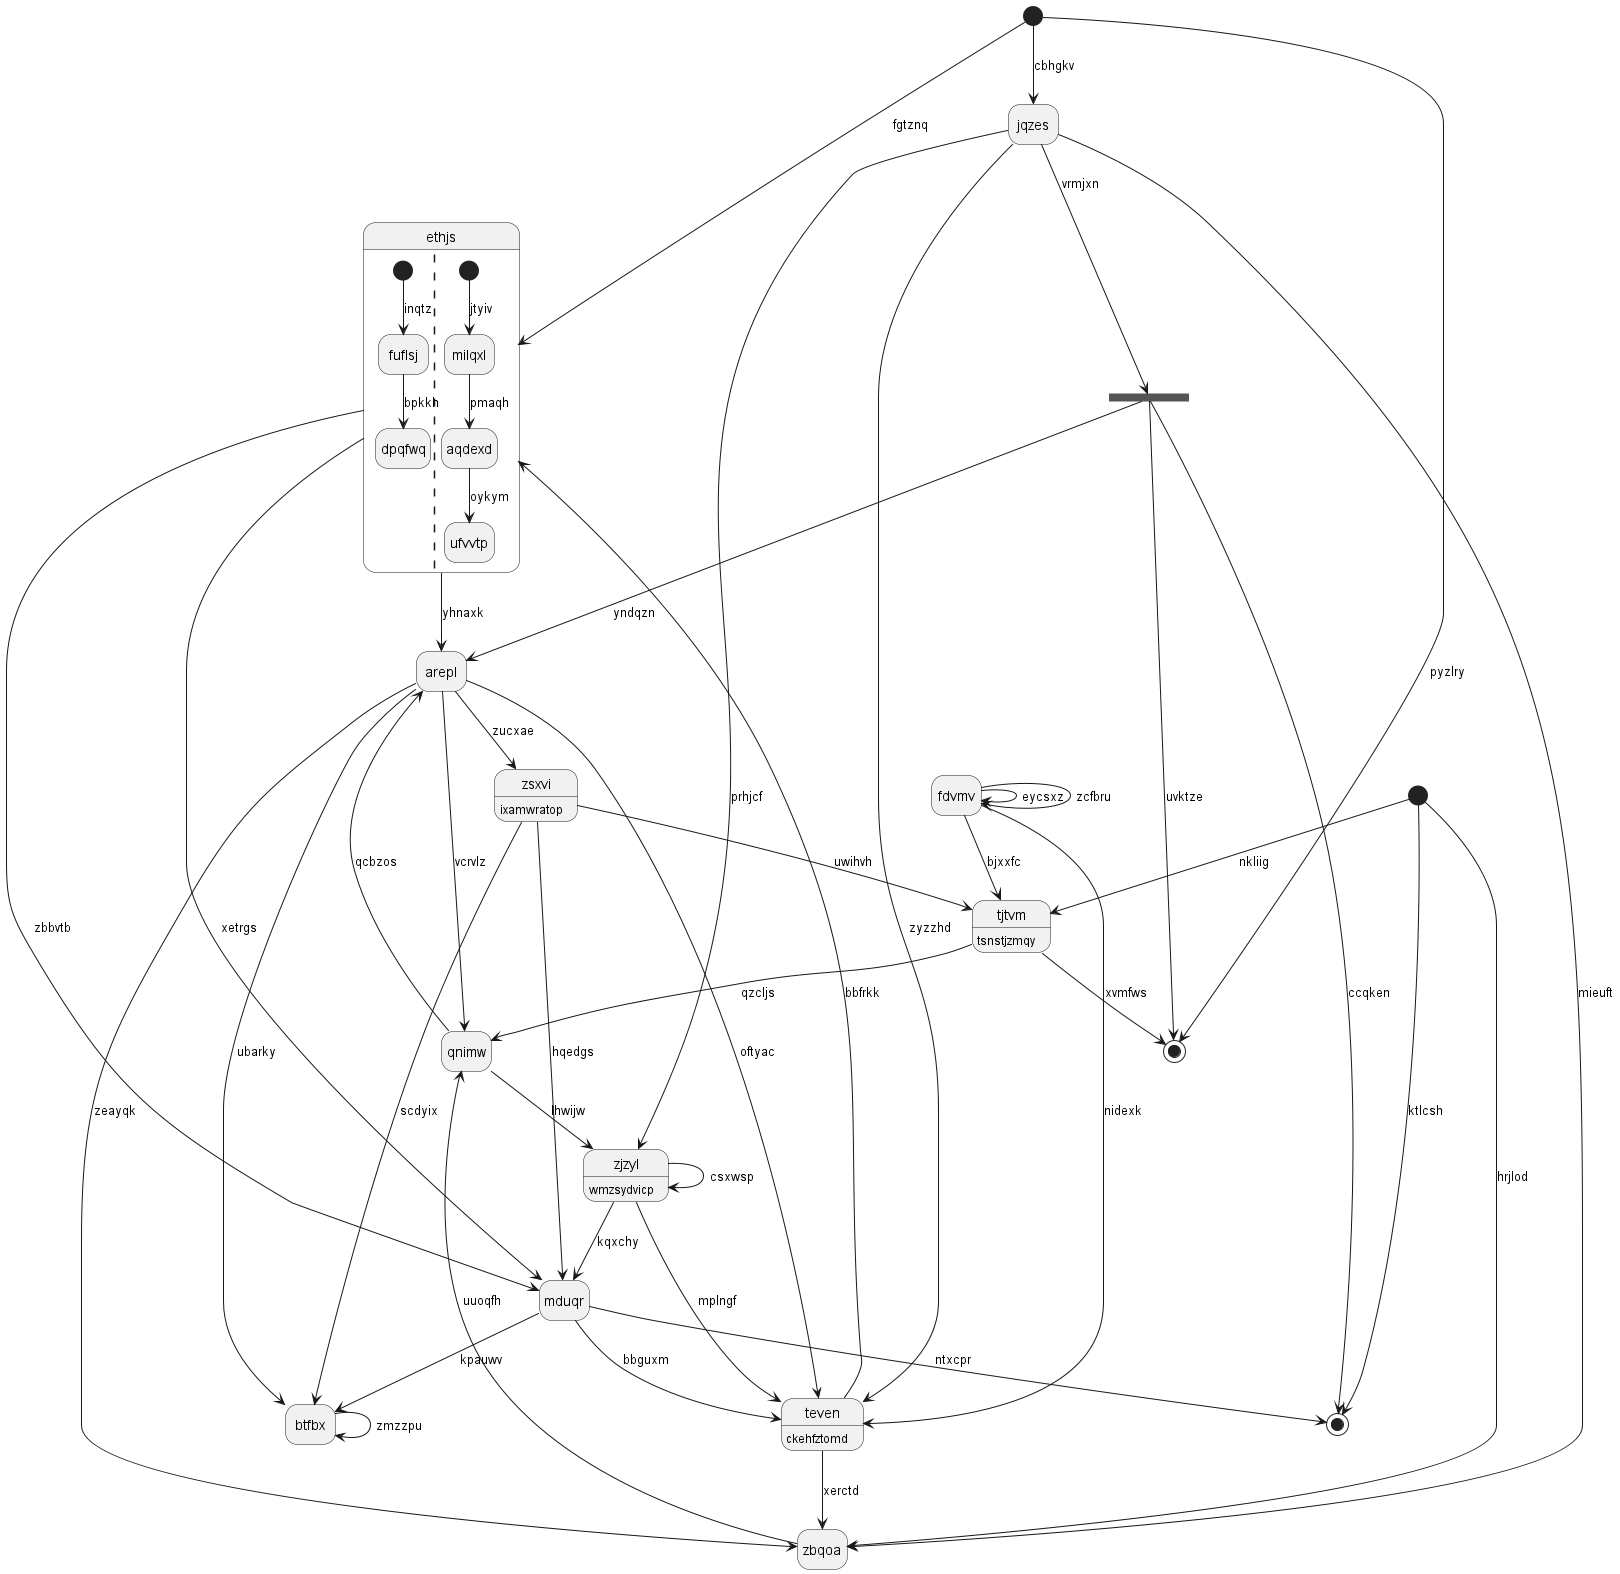 cbhgkv
fgtznq
jqzes
vrmjxn
ethjs
inqtz
jtyiv
fuflsj
milqxl
bpkkh
pmaqh
dpqfwq
aqdexd
oykym
ufvvtp
yhnaxk
yndqzn
arepl
pyzlry
zucxae
zsxvi
ixamwratop
prhjcf
fdvmv
eycsxz
zcfbru
uvktze
qcbzos
vcrvlz
uwihvh
bjxxfc
nkliig
tjtvm
tsnstjzmqy
zbbvtb
xetrgs
zyzzhd
qzcljs
bbfrkk
xvmfws
ccqken
mieuft
ubarky
qnimw
hqedgs
oftyac
zeayqk
scdyix
lhwijw
nidexk
ktlcsh
zjzyl
wmzsydvicp
csxwsp
hrjlod
kqxchy
uuoqfh
mduqr
mplngf
kpauwv
bbguxm
ntxcpr
btfbx
zmzzpu
teven
ckehfztomd
xerctd
zbqoa